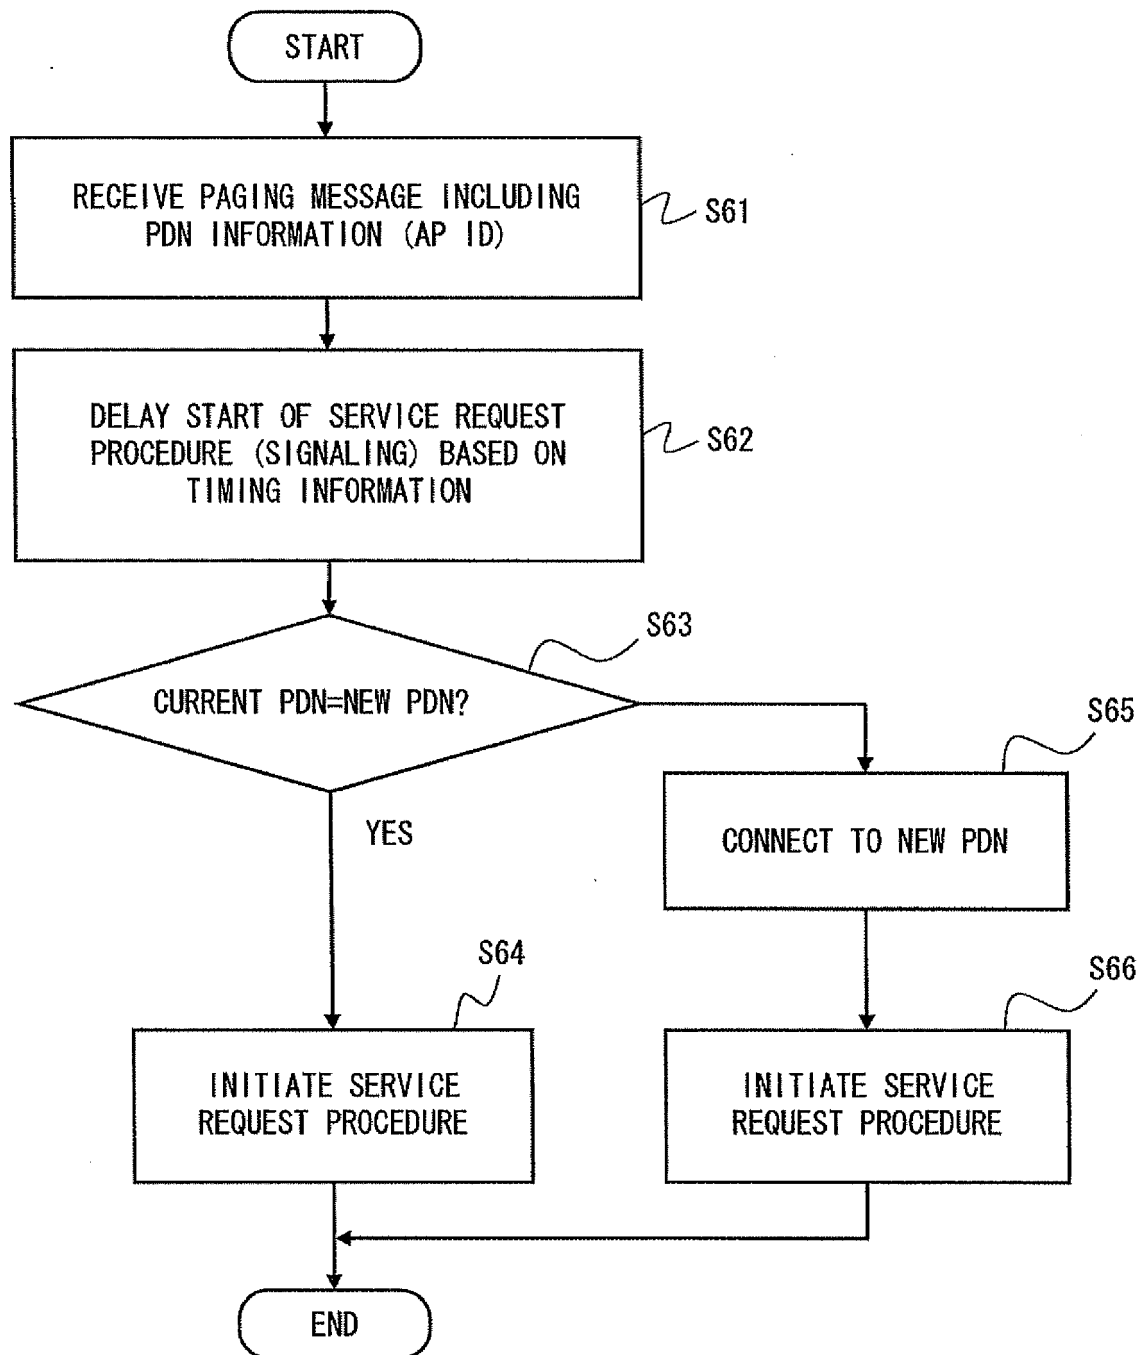 START
RECEIVE PAGING MESSAGE INCLUDING
PDN INFORMATION (AP ID)
S61
DELAY START OF SERVICE REQUEST
PROCEDURE (SIGNALING) BASED ON
TIMING INFORMATION
S62
S63
CURRENT PDN=NEW PDN?
S65
YES
CONNECT TO NEW PDN
S64
S66
INITIATE SERVICE
REQUEST PROCEDURE
INITIATE SERVICE
REQUEST PROCEDURE
END